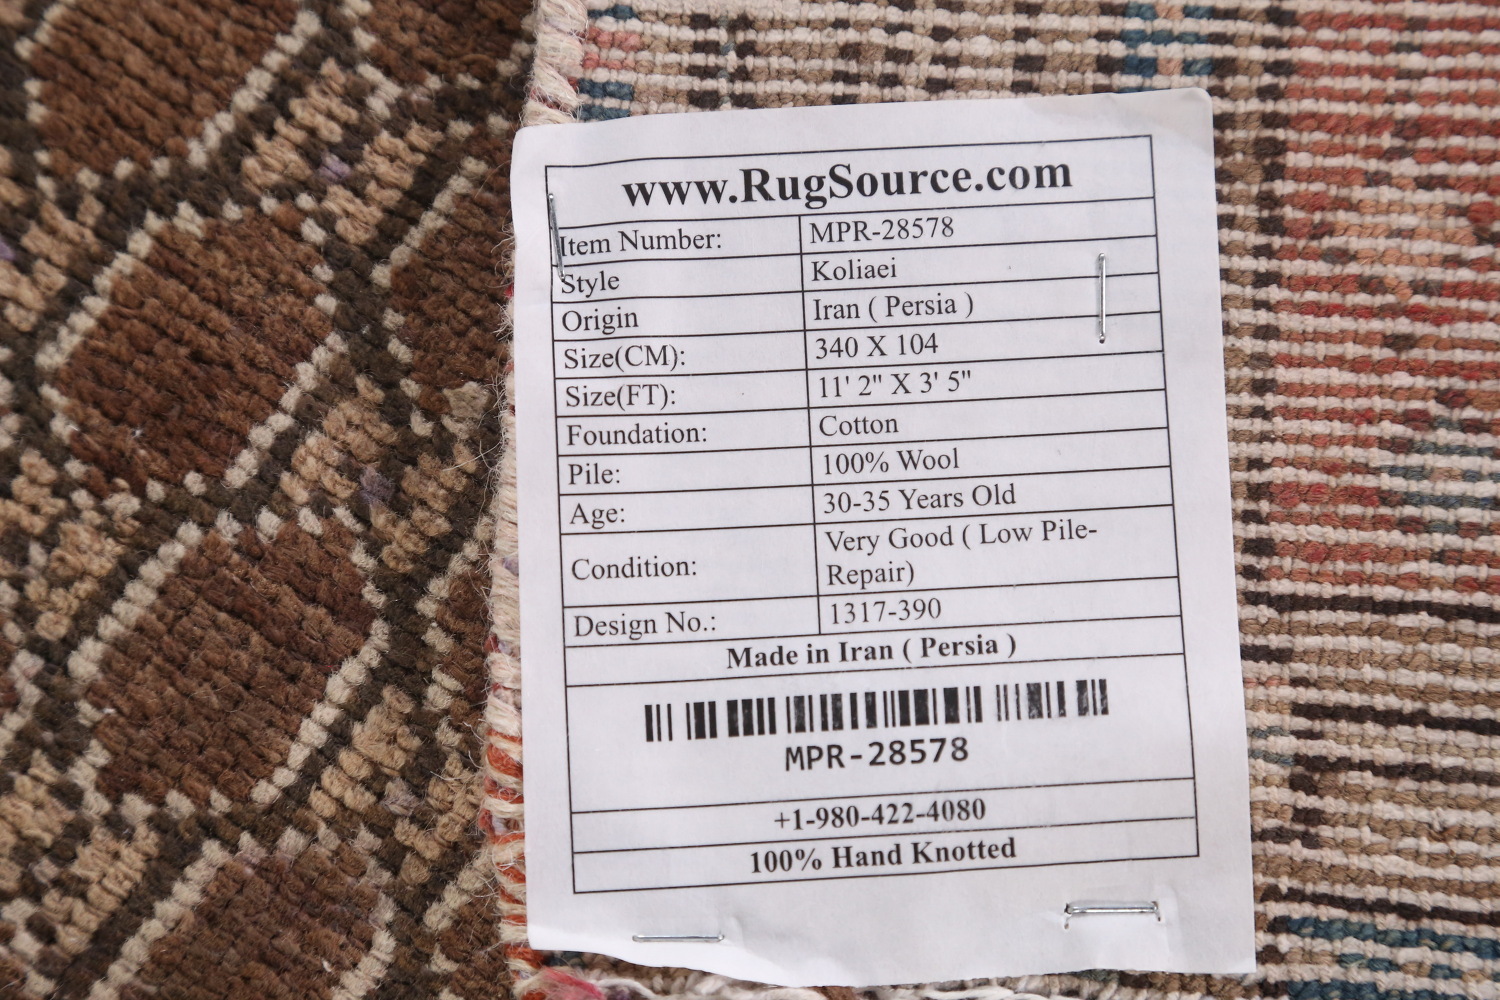 www.RugSource.com
Item Number: MPR-28578
Style Koliaei
Origin Iran ( Persia )
Size(CM): 340 X 104
Size(FT): 11' 2" X 3' 5"
Foundation: Cotton
Pile: 100% Wool
Age: 30-35 Years Old
Condition: Very Good ( Low Pile-
Repair)
Design No.: 1317-390
Made in Iran ( Persia )
MPR-28578
+1-980-422-4080
100% Hand Knotted